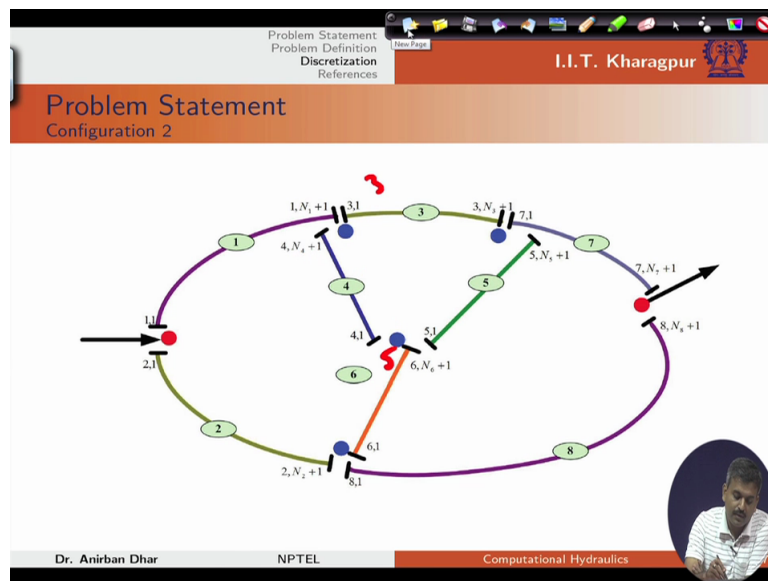 Problem Statement
Problem Definition
Discretization
References
New Page
I.I.T. Kharagpur
Problem Statement
Configuration 2
1, N₁ +1
3,1
3
3, N₃ +1
7,1
1
4, N₄ +1
5, N₅ +1
7
7, N₇ +1
4
5
1,1
4,1
5,1
8, N₈ +1
2,1
6
6, N₆ +1
2
6,1
8
2, N₂ +1
8,1
Dr. Anirban Dhar
NPTEL
Computational Hydraulics